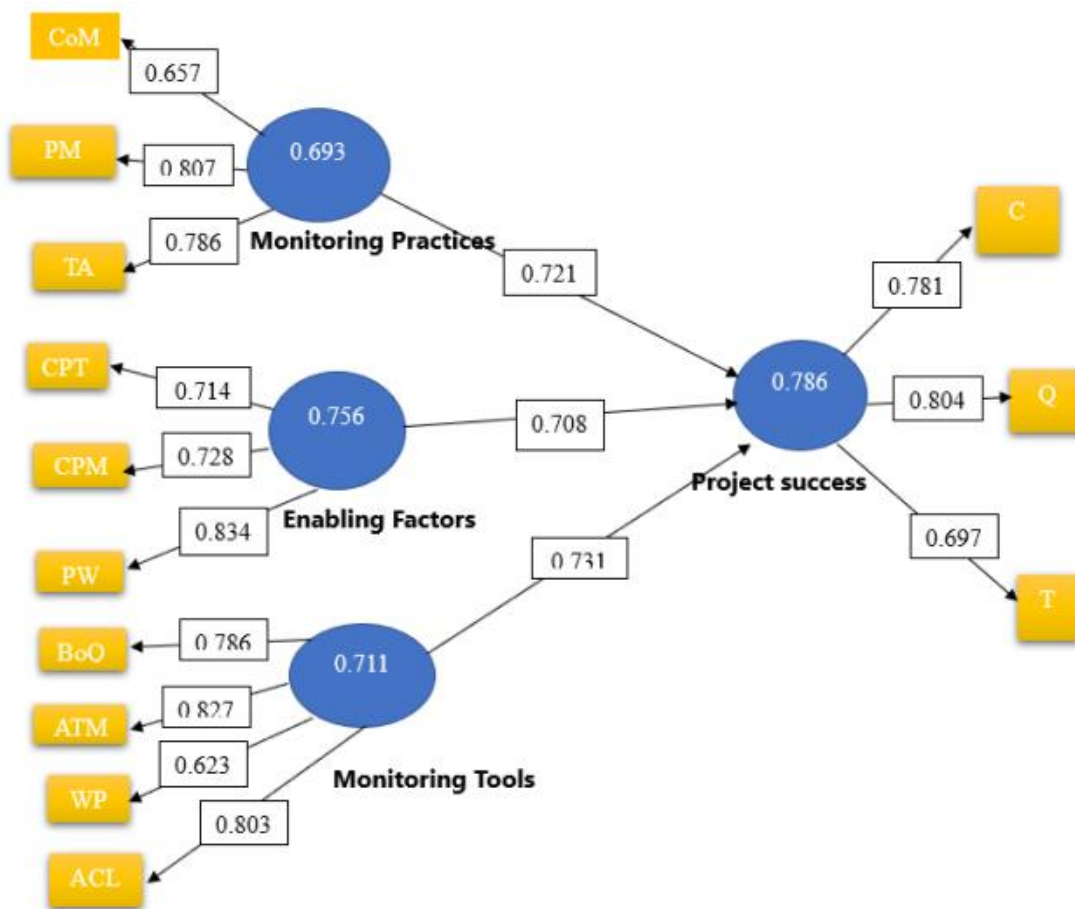 CoM
0.657
PM
0.807
TA
0.786
0.693
Monitoring Practices
0.721
CPT
0.714
CPM
0.728
PW
0.834
0.756
Enabling Factors
0.708
BoQ
0.786
ATM
0.827
WP
0.623
ACL
0.803
0.711
Monitoring Tools
0.731
0.786
Project success
C
0.781
Q
0.804
T
0.697